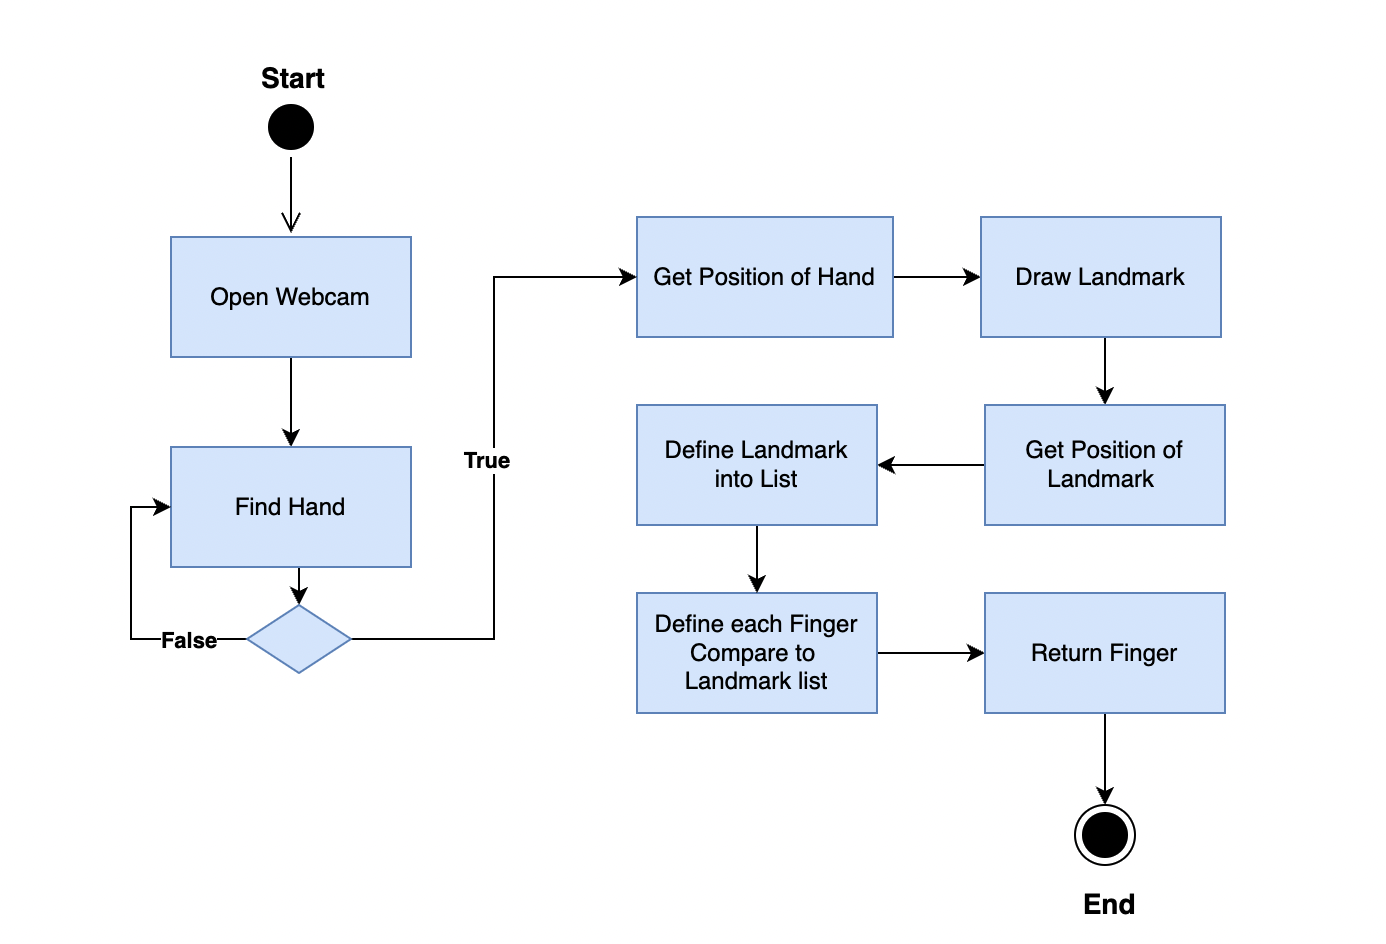 Start
Open Webcam
Find Hand
False
True
Get Position of Hand
Draw Landmark
Get Position of
Landmark
Define Landmark
into List
Define each Finger
Compare to
Landmark list
Return Finger
End